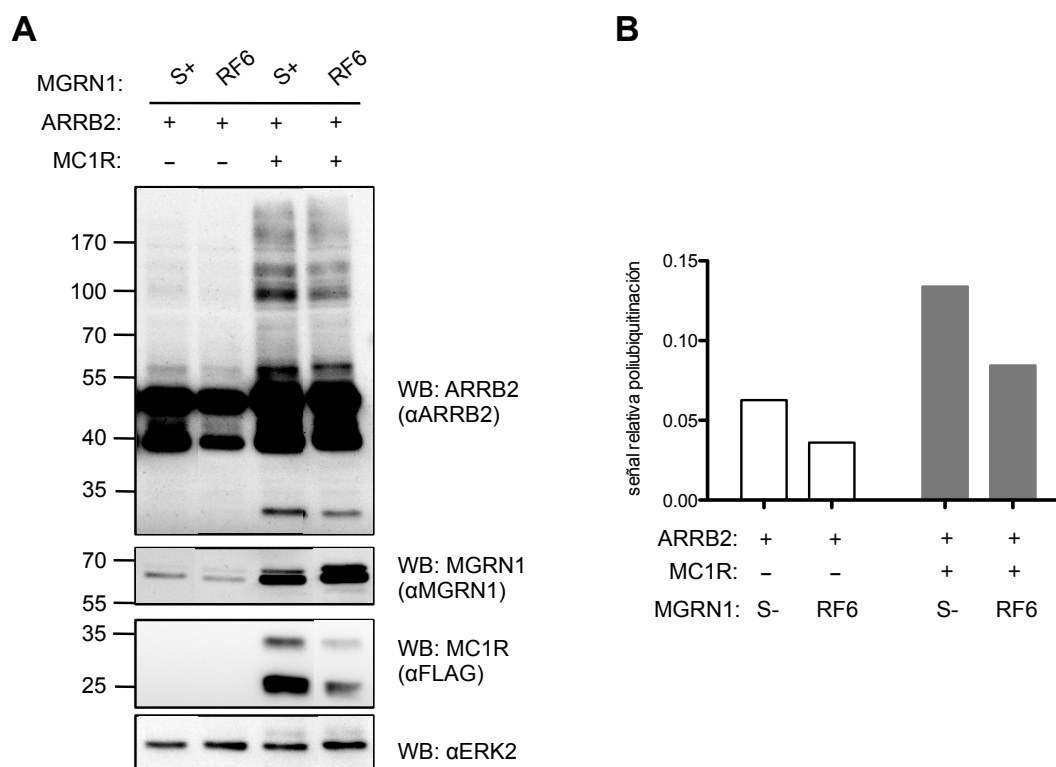 A
MGRN1: S+ RF6 S+ RF6
ARRB2: + + + +
MC1R: – – + +
170
100
70
55
40
35
WB: ARRB2
(αARRB2)
70
55
WB: MGRN1
(αMGRN1)
35
25
WB: MC1R
(αFLAG)
WB: αERK2
B
señal relativa poliubiquitinación
0.15
0.10
0.05
0.00
ARRB2: + + + +
MC1R: – – + +
MGRN1: S- RF6 S- RF6